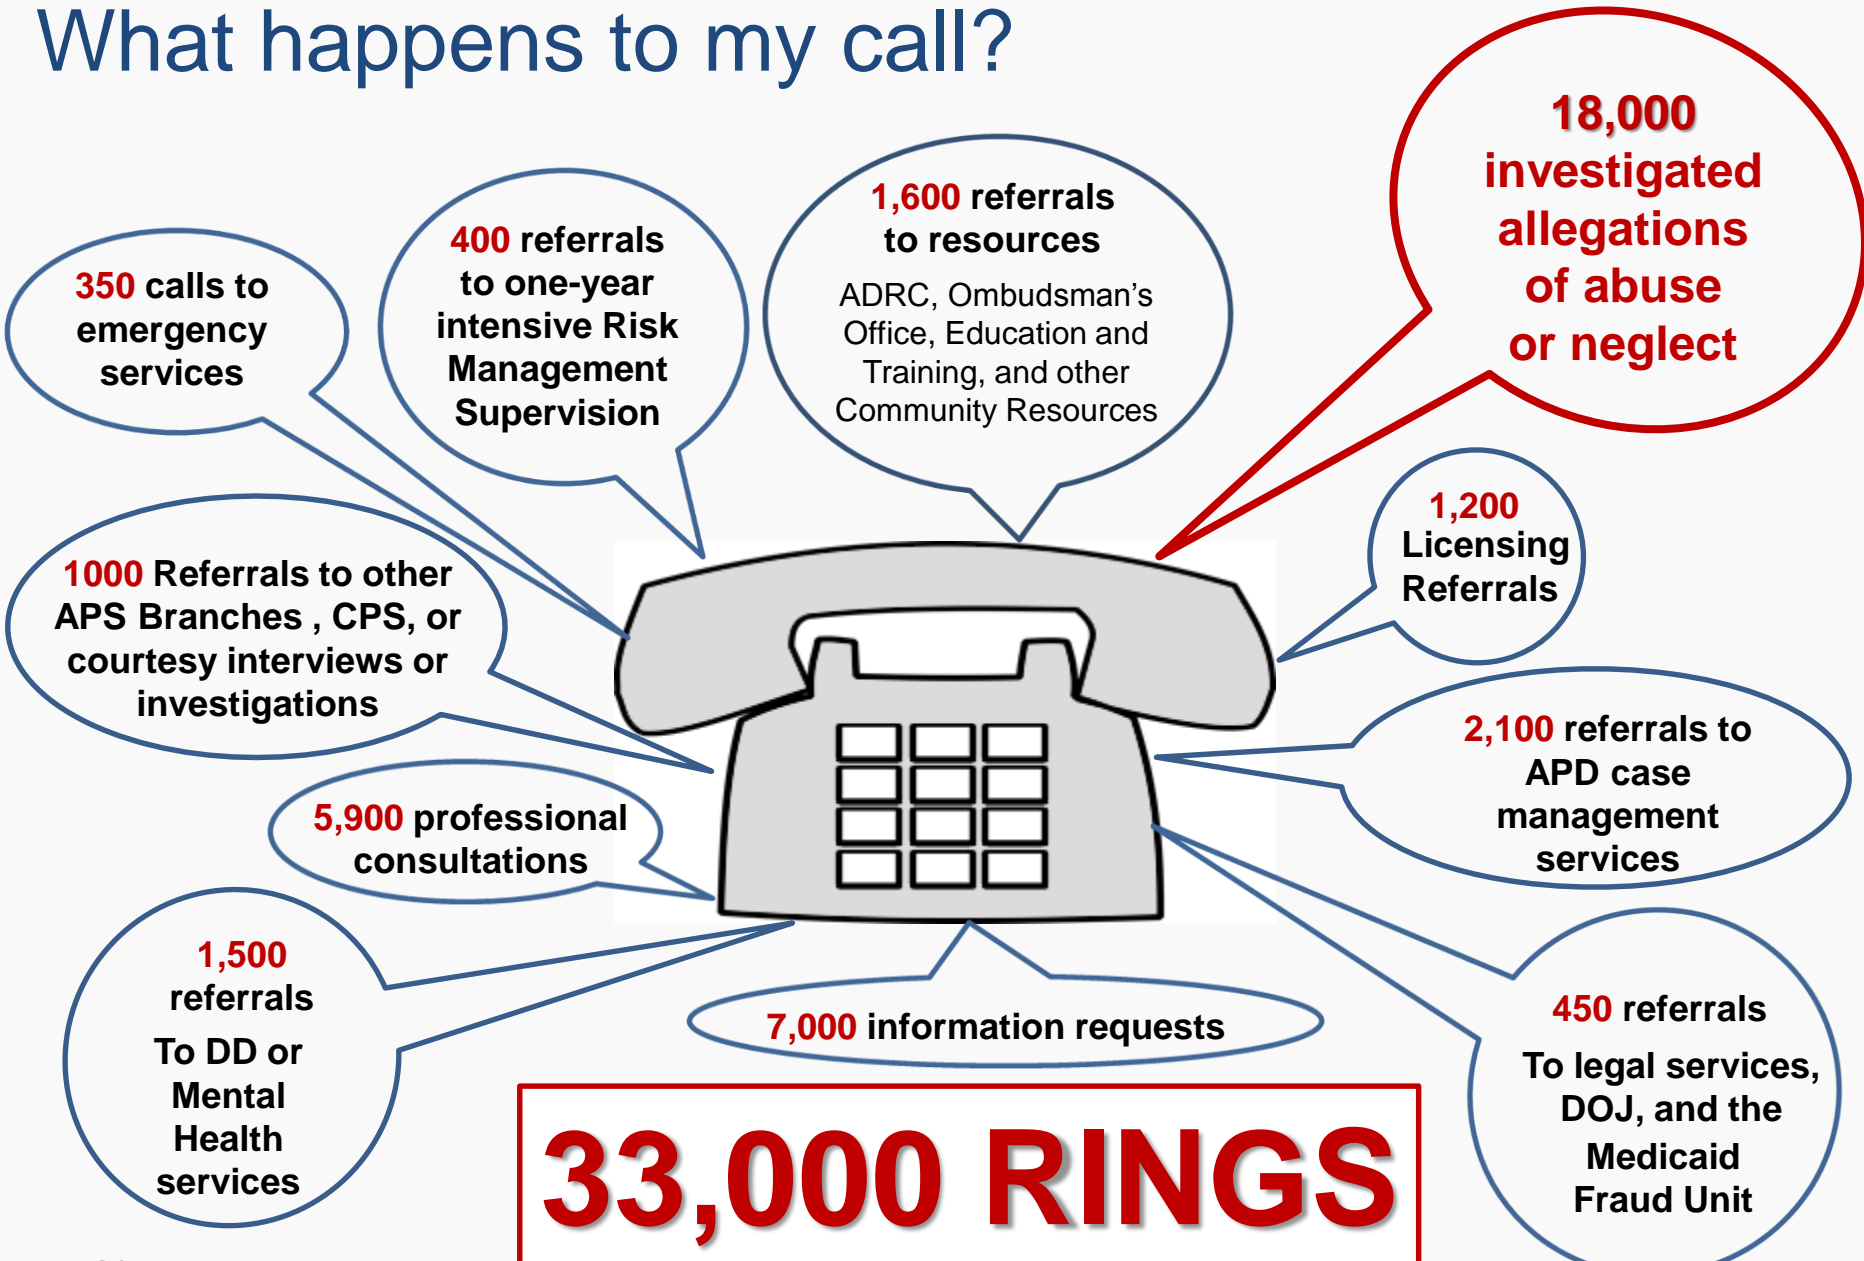 What happens to my call?
18,000
investigated
allegations
of abuse
or neglect
1,600 referrals
to resources
ADRC, Ombudsman's
Office, Education and
Training, and other
Community Resources
400 referrals
to one-year
intensive Risk
Management
Supervision
350 calls to
emergency
services
1,200
Licensing
Referrals
1000 Referrals to other
APS Branches , CPS, or
courtesy interviews or
investigations
2,100 referrals to
APD case
management
services
5,900 professional
consultations
1,500
referrals
To DD or
Mental
Health
services
7,000 information requests
450 referrals
To legal services,
DOJ, and the
Medicaid
Fraud Unit
33,000 RINGS